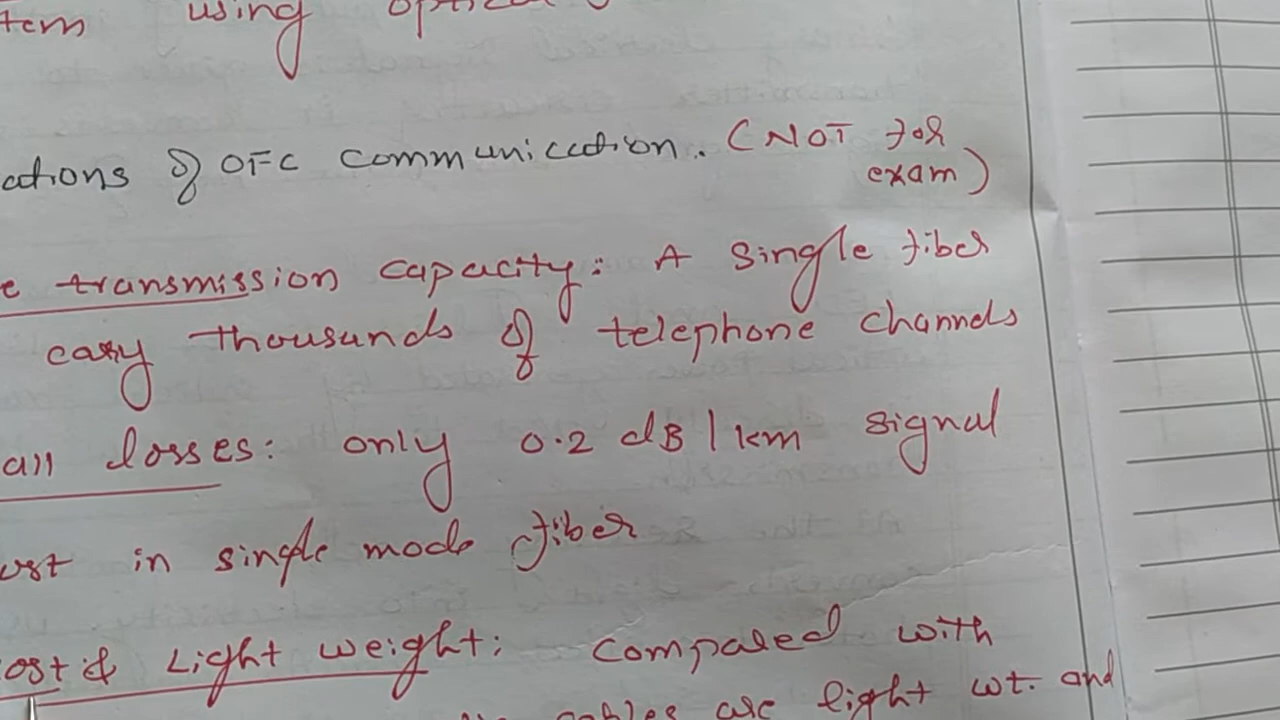 using
ations of OFC communication. (NOT for
exam)
e transmission capacity: A single fiber
cary thousands of telephone channels
all losses: only 0.2 dB/km signal
in single mode fiber
ost & Light weight: Compared with
cables are light wt. and